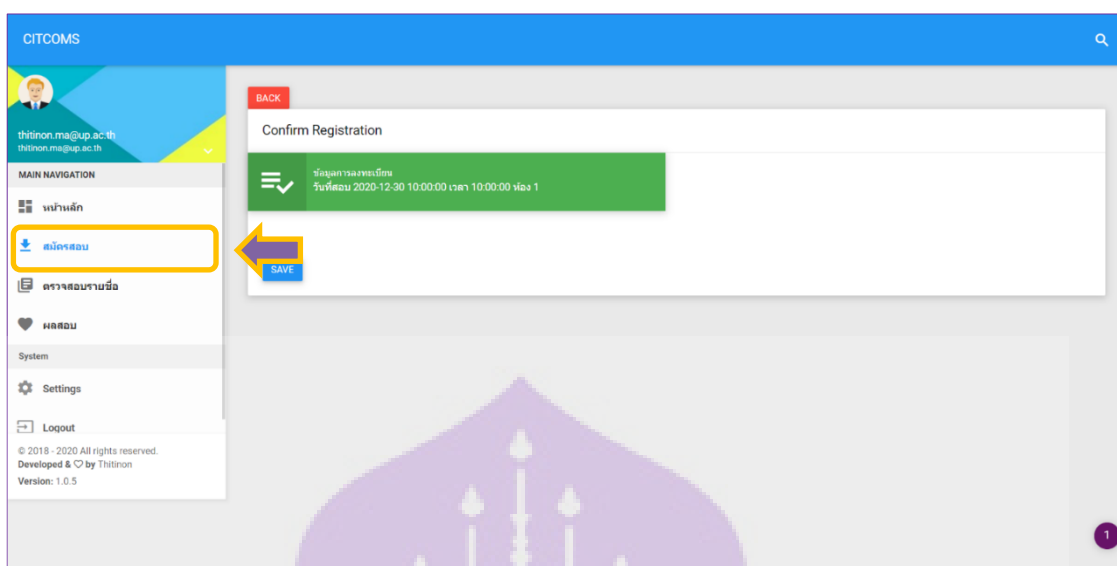 CITCOMS
thitinon.ma@up.ac.th
thitinon.ma@up.ac.th
MAIN NAVIGATION
หน้าหลัก
สมัครสอบ
ตรวจสอบรายชื่อ
ผลสอบ
System
Settings
Logout
© 2018 - 2020 All rights reserved.
Developed & ♡ by Thitinon
Version: 1.0.5
BACK
Confirm Registration
ข้อมูลการลงทะเบียน
วันที่สอบ 2020-12-30 10:00:00 เวลา 10:00:00 ห้อง 1
SAVE
1